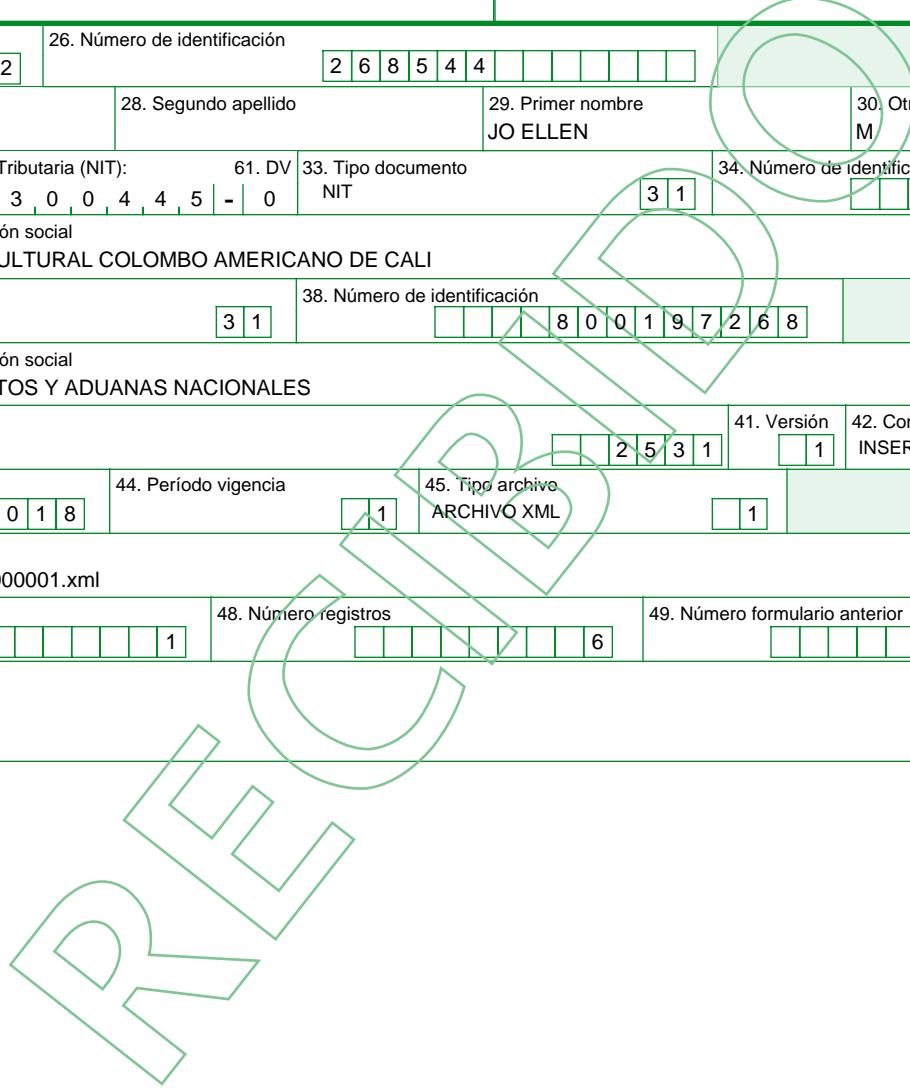 26. Número de identificación
2 2 6 8 5 4 4
28. Segundo apellido 29. Primer nombre 30. Otr
JO ELLEN M
Tributaria (NIT): 61. DV 33. Tipo documento 34. Número de identific
3 0 0 4 4 5 - 0 NIT 3 1
ón social
ULTURAL COLOMBO AMERICANO DE CALI
38. Número de identificación
3 1 8 0 0 1 9 7 2 6 8
ón social
TOS Y ADUANAS NACIONALES
41. Versión 42. Con
2 5 3 1 1 INSER
44. Período vigencia 45. Tipo archivo
0 1 8 1 ARCHIVO XML 1
000001.xml
48. Número registros 49. Número formulario anterior
1 6
RECIBIDO